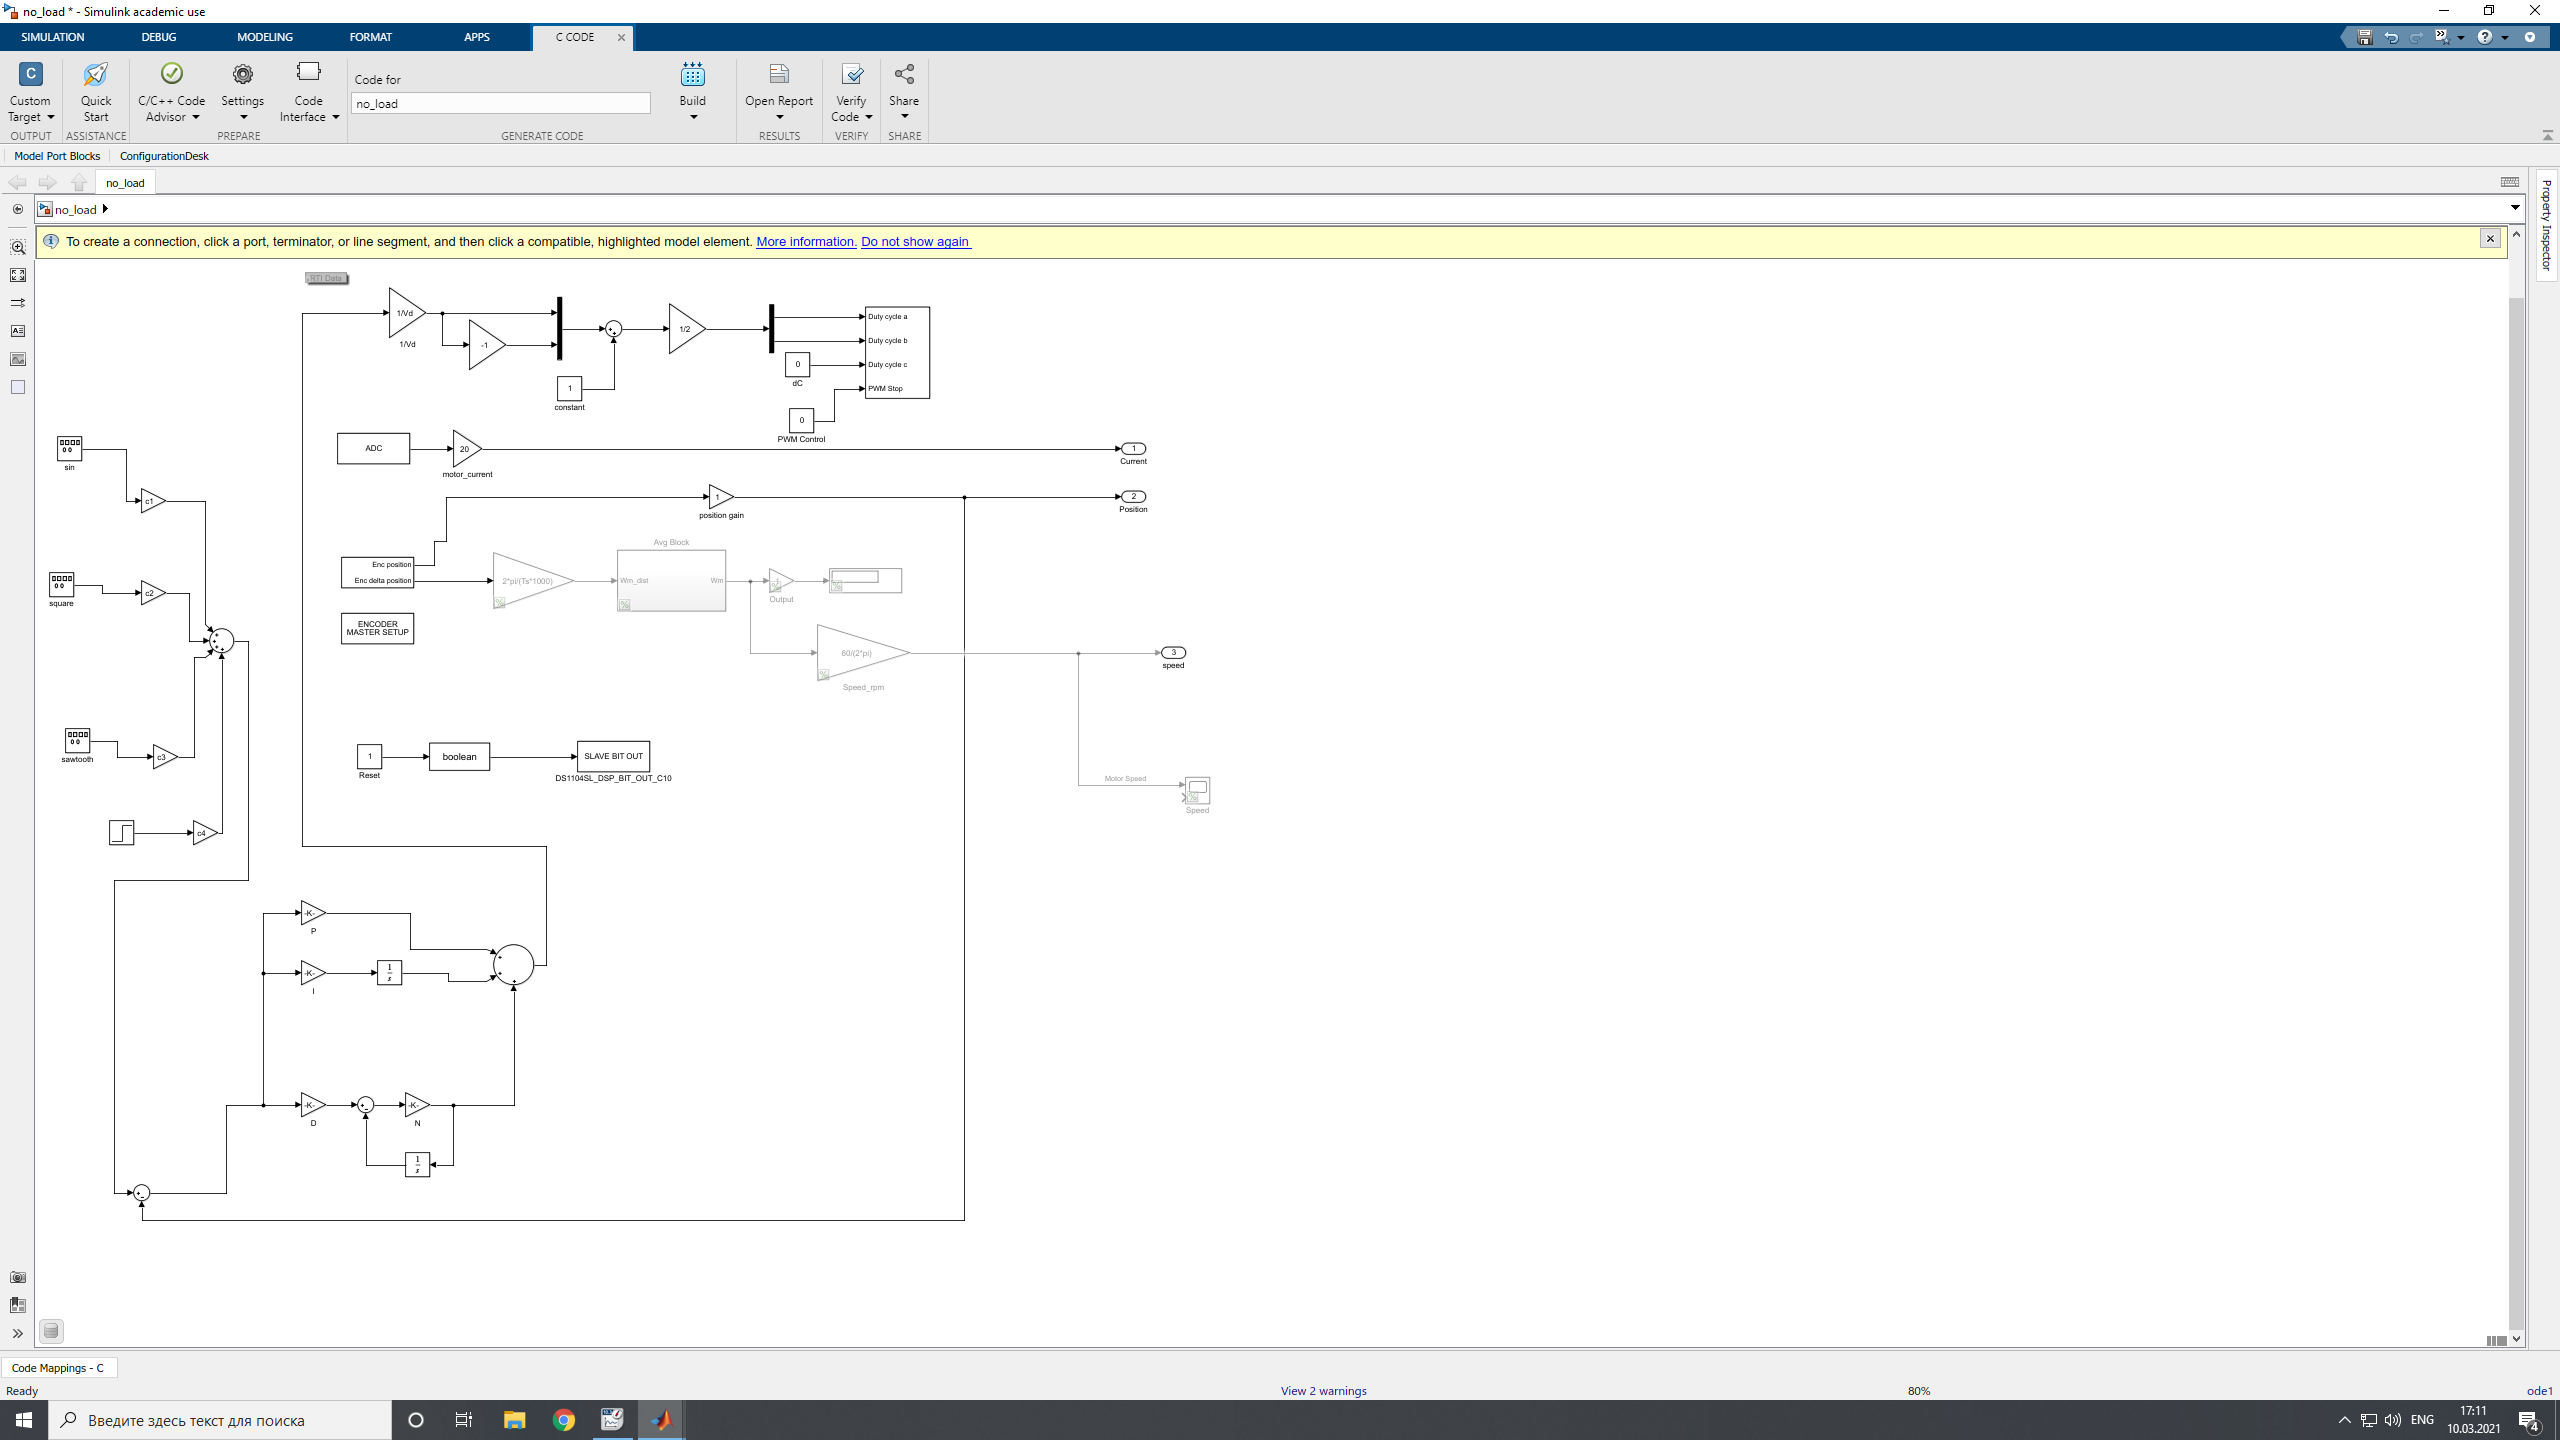 no_load * - Simulink academic use
SIMULATION
DEBUG
MODELING
FORMAT
APPS
C CODE
Custom
Target
Quick
Start
C/C++ Code
Advisor
Settings
Code
Interface
Code for
no_load
Build
Open Report
Verify
Code
Share
OUTPUT
ASSISTANCE
PREPARE
GENERATE CODE
RESULTS
VERIFY
SHARE
Model Port Blocks
ConfigurationDesk
no_load
no_load
Property Inspector
To create a connection, click a port, terminator, or line segment, and then click a compatible, highlighted model element. More information. Do not show again
RTI Data
1/Vd
1/Vd
-1
1
constant
1/2
0
dC
0
PWM Control
Duty cycle a
Duty cycle b
Duty cycle c
PWM Stop
sin
c1
ADC
20
motor_current
1
Current
1
position gain
2
Position
square
c2
Enc position
Enc delta position
2*pi/(Ts*1000)
Avg Block
Wm_dist
Wm
Output
ENCODER
MASTER SETUP
60/(2*pi)
Speed_rpm
3
speed
sawtooth
c3
1
Reset
boolean
SLAVE BIT OUT
DS1104SL_DSP_BIT_OUT_C10
Motor Speed
Speed
c4
-K-
P
-K-
I
1
s
-K-
D
-K-
N
1
s
Code Mappings - C
Ready
View 2 warnings
80%
ode1
Введите здесь текст для поиска
ENG
17:11
10.03.2021
4